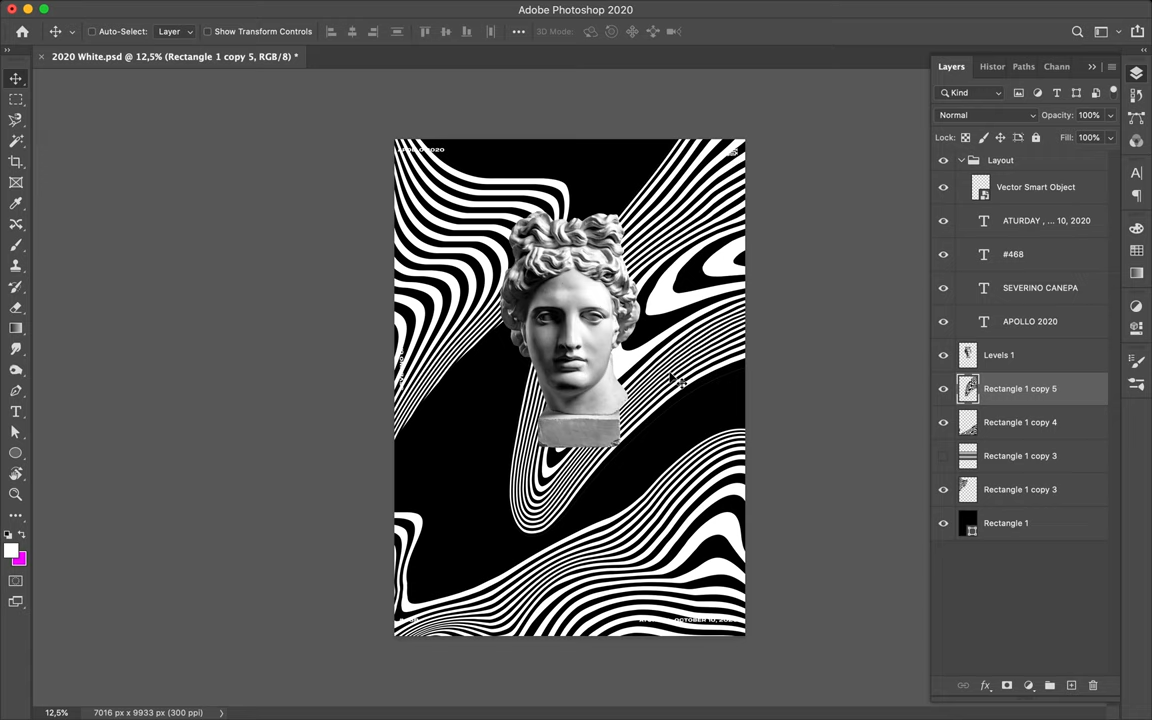 Adobe Photoshop 2020
Auto-Select: Layer Show Transform Controls 3D Mode:
2020 White.psd @ 12,5% (Rectangle 1 copy 5, RGB/8) *
Layers Histor Paths Chann
Kind
Normal Opacity: 100%
Lock: Fill: 100%
Layout
Vector Smart Object
ATURDAY , ... 10, 2020
#468
SEVERINO CANEPA
APOLLO 2020
Levels 1
Rectangle 1 copy 5
Rectangle 1 copy 4
Rectangle 1 copy 3
Rectangle 1 copy 3
Rectangle 1
12,5% 7016 px x 9933 px (300 ppi)